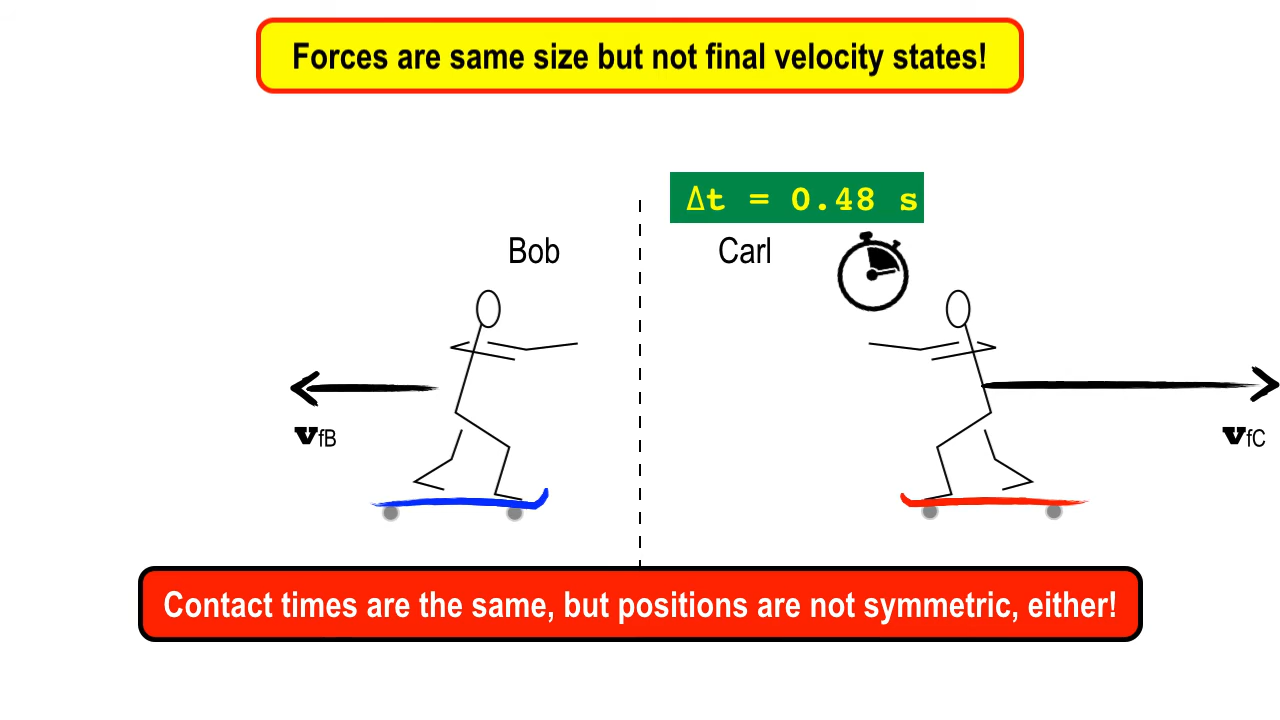 Forces are same size but not final velocity states!
Δt = 0.48 s
Bob
Carl
vfB
vfC
Contact times are the same, but positions are not symmetric, either!